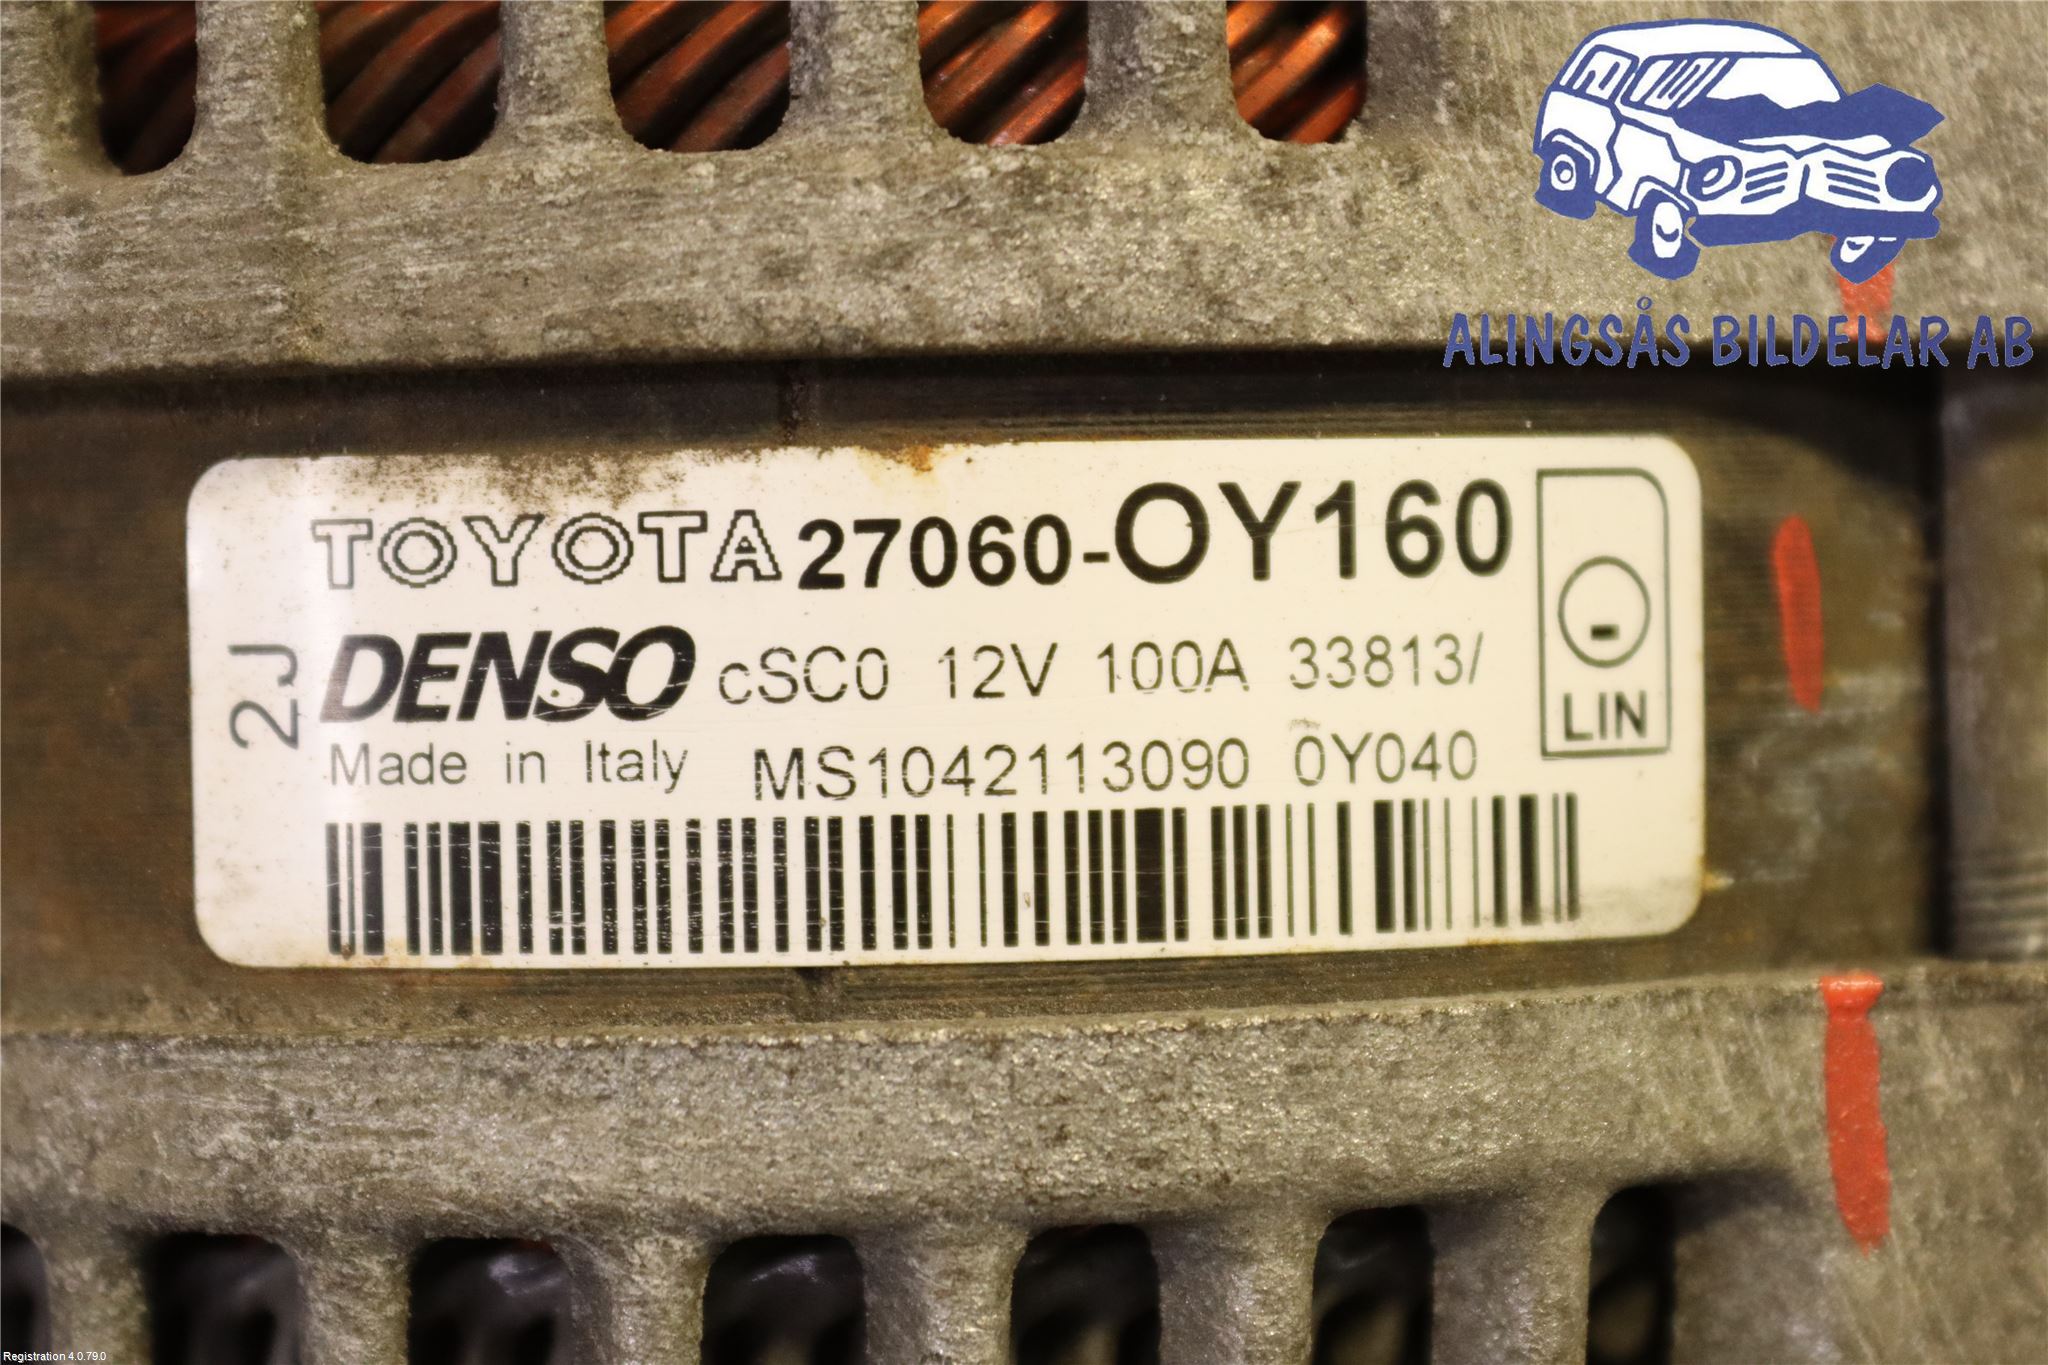 ALINGSÅS BILDELAR AB
TOYOTA 27060-OY160
DENSO cSC0 12V 100A 33813/
Made in Italy MS1042113090 0Y040
2J
LIN
Registration 4.0.79.0